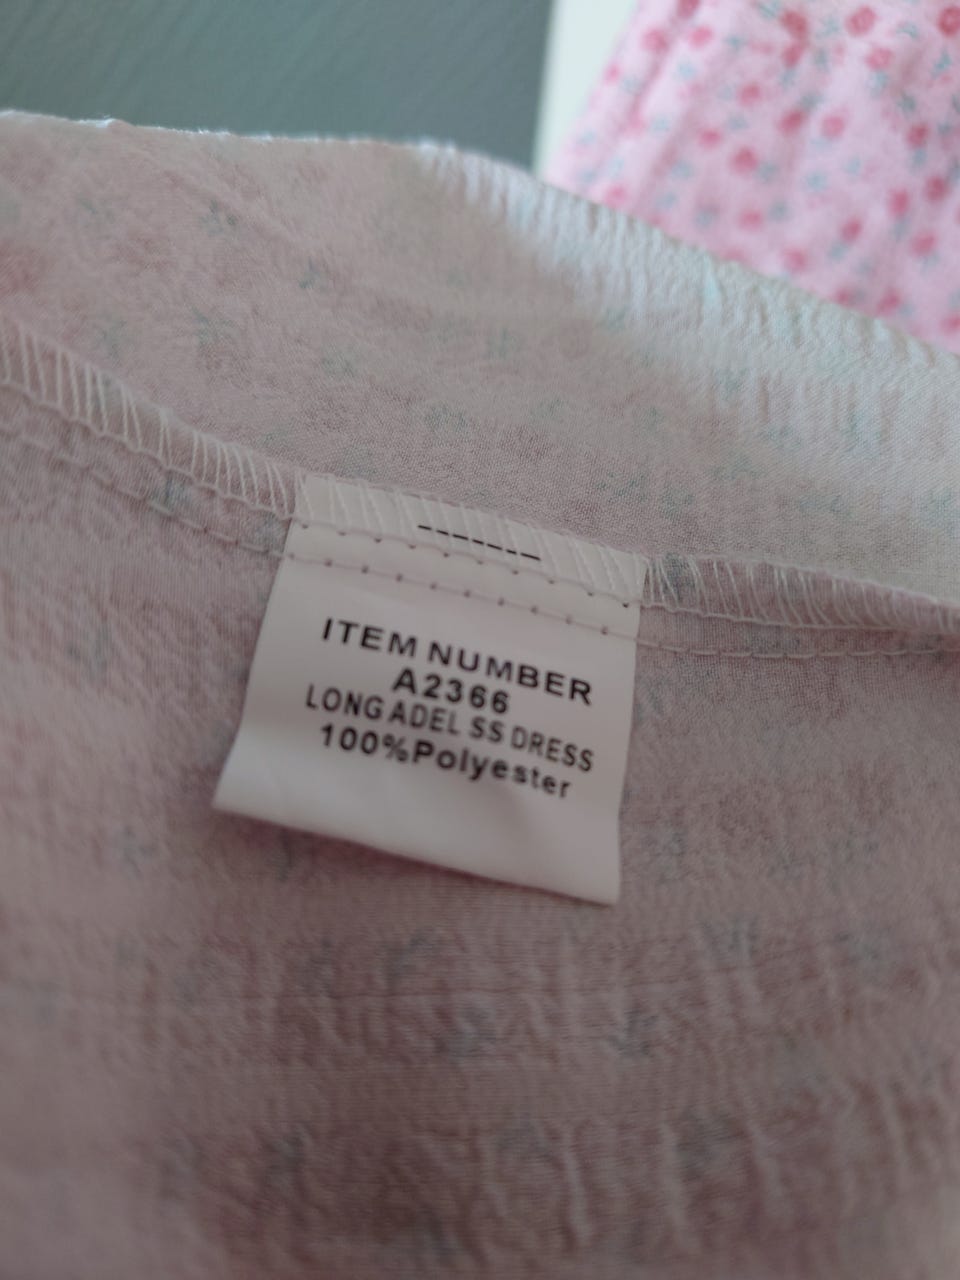 ITEM NUMBER
A2366
LONG ADEL SS DRESS
100%Polyester